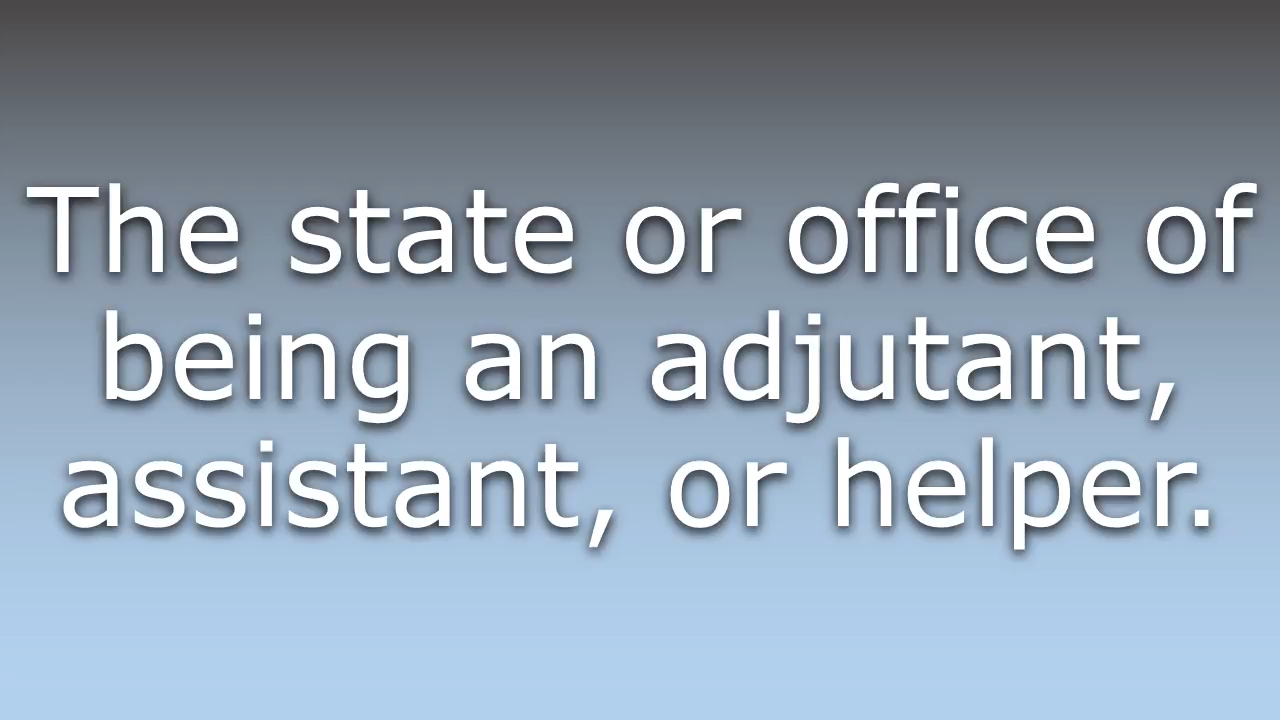 The state or office of
being an adjutant,
assistant, or helper.